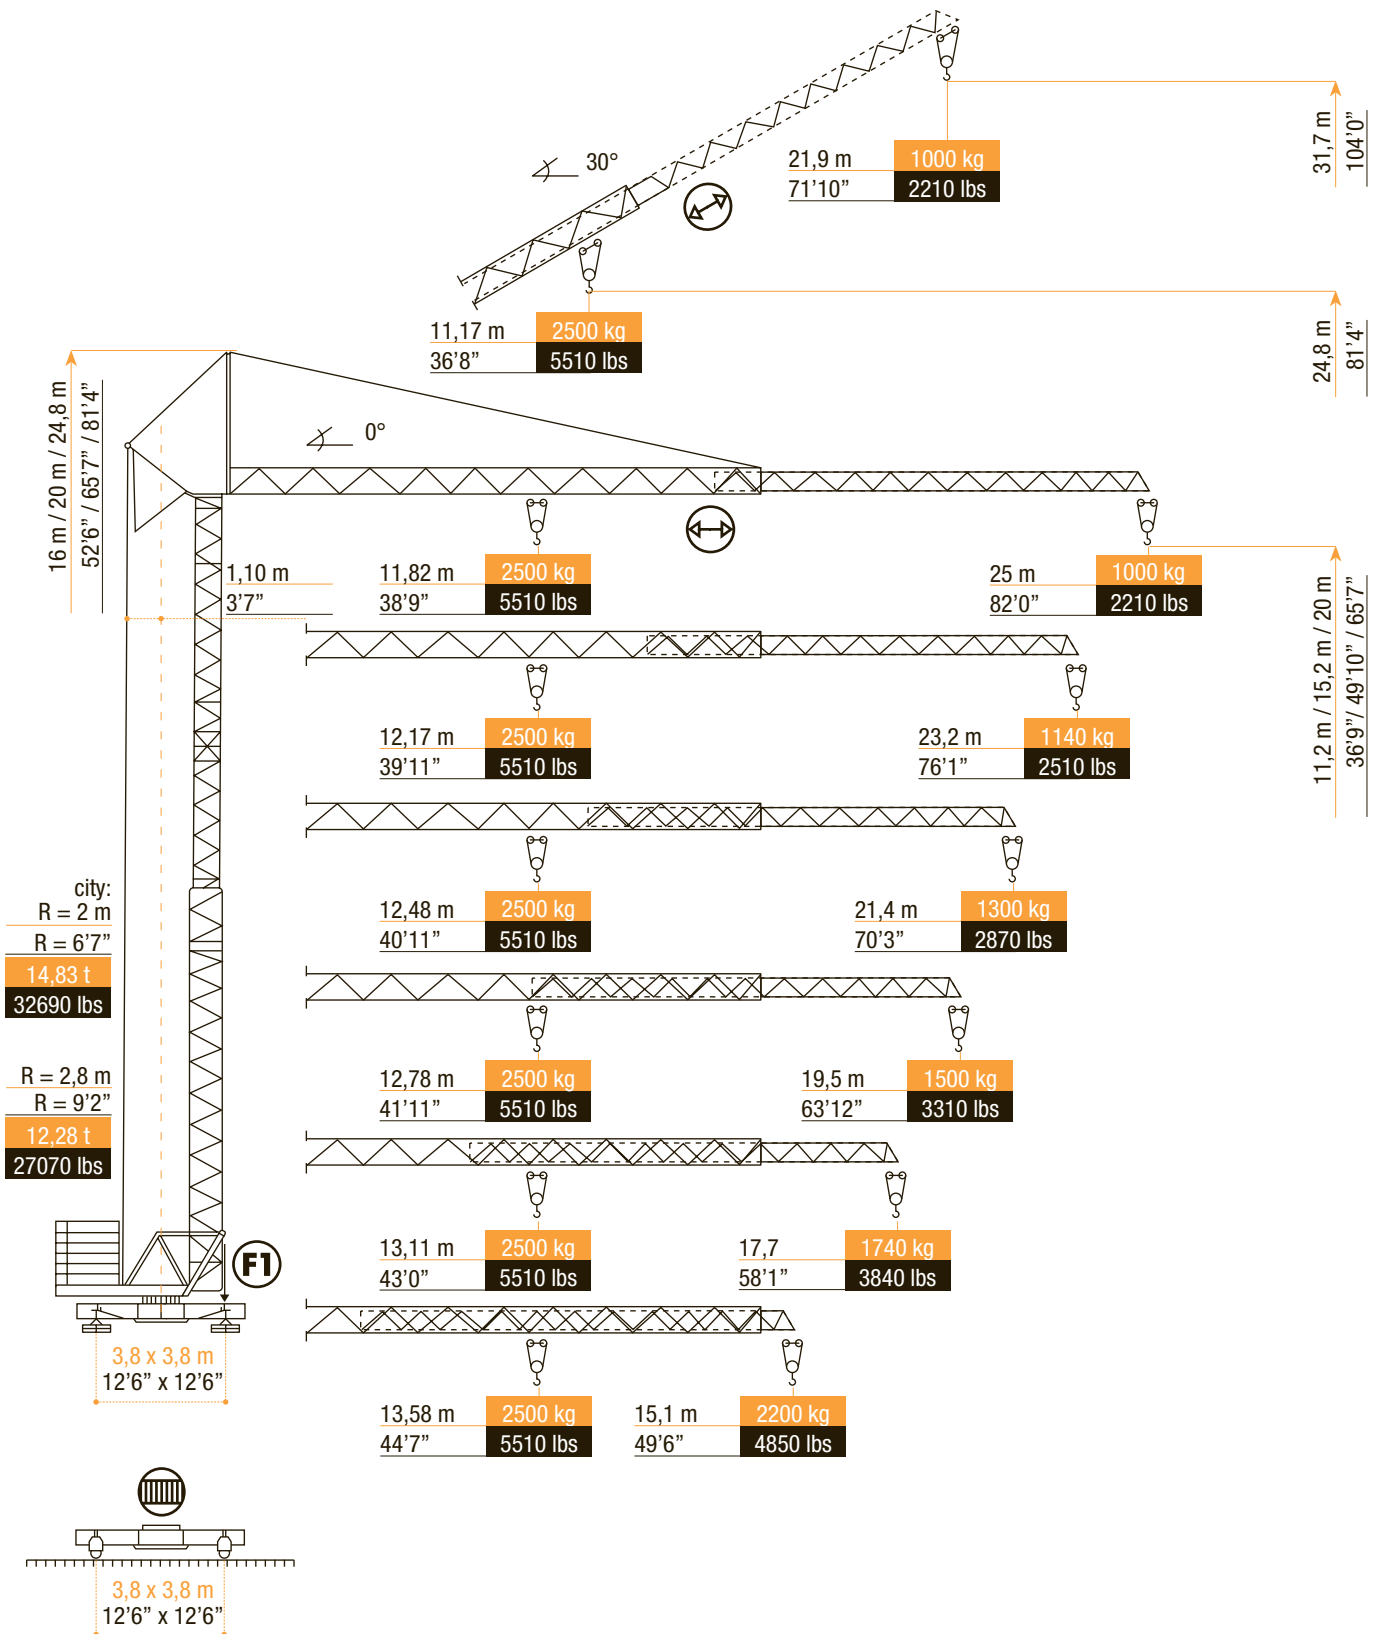 30°
21,9 m
1000 kg
71’10”
2210 lbs
31,7 m
104’0”
11,17 m
2500 kg
36’8”
5510 lbs
24,8 m
81’4”
16 m / 20 m / 24,8 m
52’6” / 65’7” / 81’4”
0°
1,10 m
3’7”
11,82 m
2500 kg
38’9”
5510 lbs
25 m
1000 kg
82’0”
2210 lbs
11,2 m / 15,2 m / 20 m
36’9”/ 49’10” / 65’7”
12,17 m
2500 kg
39’11”
5510 lbs
23,2 m
1140 kg
76’1”
2510 lbs
city:
R = 2 m
R = 6’7”
14,83 t
32690 lbs
12,48 m
2500 kg
40’11”
5510 lbs
21,4 m
1300 kg
70’3”
2870 lbs
R = 2,8 m
R = 9’2”
12,28 t
27070 lbs
12,78 m
2500 kg
41’11”
5510 lbs
19,5 m
1500 kg
63’12”
3310 lbs
F1
13,11 m
2500 kg
43’0”
5510 lbs
17,7
1740 kg
58’1”
3840 lbs
3,8 x 3,8 m
12’6” x 12’6”
13,58 m
2500 kg
44’7”
5510 lbs
15,1 m
2200 kg
49’6”
4850 lbs
3,8 x 3,8 m
12’6” x 12’6”